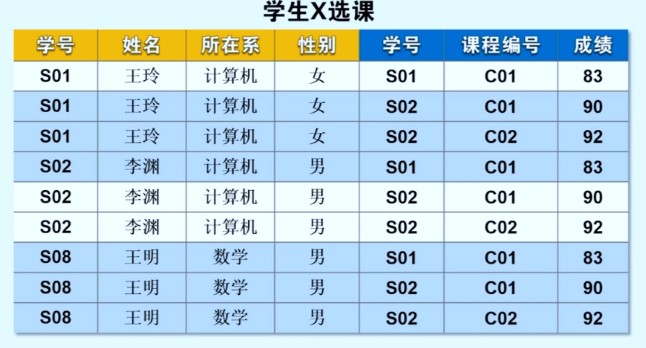 学生X选课
学号 姓名 所在系 性别 学号 课程编号 成绩
S01 王玲 计算机 女 S01 C01 83
S01 王玲 计算机 女 S02 C01 90
S01 王玲 计算机 女 S02 C02 92
S02 李渊 计算机 男 S01 C01 83
S02 李渊 计算机 男 S02 C01 90
S02 李渊 计算机 男 S02 C02 92
S08 王明 数学 男 S01 C01 83
S08 王明 数学 男 S02 C01 90
S08 王明 数学 男 S02 C02 92